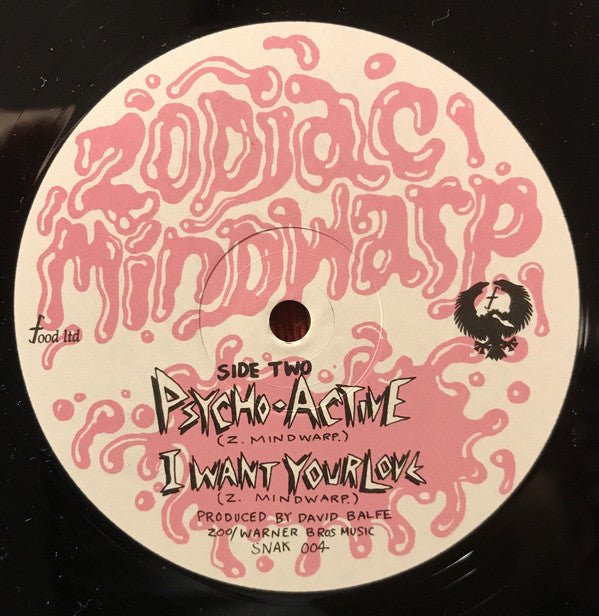 ZODiAC
MiNDWARP
food ltd
SIDE TWO
PSYCHO-ACTIVE
(Z. MINDWARP.)
I WANT YOUR LOVE
(Z. MINDWARP.)
PRODUCED BY DAVID BALFE
ZOO/WARNER BROS MUSIC
SNAK 004